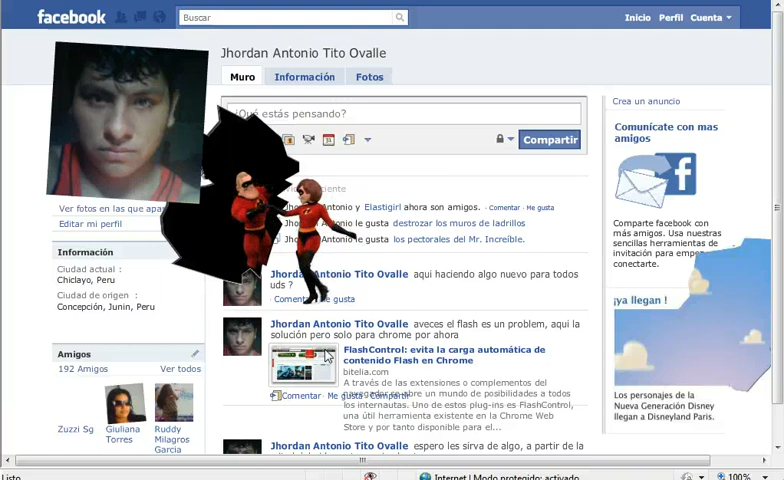 facebook
Buscar
Inicio Perfil Cuenta
Jhordan Antonio Tito Ovalle
Muro Información Fotos
¿Qué estás pensando?
Compartir
Crea un anuncio
Comunícate con mas
amigos
Comparte facebook con
más amigos. Usa nuestras
sencillas herramientas de
invitación para
conectarte.
¡ya llegan !
Los personajes de la
Nueva Generación Disney
llegan a Disneyland Paris.
Ver fotos en las que
Editar mi perfil
Información
Ciudad actual :
Chiclayo, Peru
Ciudad de origen :
Concepción, Junin, Peru
Amigos
192 Amigos Ver todos
Zuzzi Sg
Giuliana
Torres
Ruddy
Milagros
Garcia
Jhordan Antonio y Elastigirl ahora son amigos. · Comentar · Me gusta
Jhordan Antonio le gusta destrozar los muros de ladrillos
Jhordan Antonio le gusta los pectorales del Mr. Increíble.
Jhordan Antonio Tito Ovalle aqui haciendo algo nuevo para todos
uds ?
Me gusta
Jhordan Antonio Tito Ovalle aveces el flash es un problema, aqui la
solución pero solo para chrome por ahora
FlashControl: evita la carga automática de
contenido Flash en Chrome
bitelia.com
A través de las extensiones o complementos del
navegador se abre un mundo de posibilidades a todos
los internautas. Uno de estos plug-ins es FlashControl,
una útil herramienta existente en la Chrome Web
Store y por tanto disponible para el...
Comentar · Me gusta · Compartir
Jhordan Antonio Tito Ovalle espero les sirva de algo, a partir de la
Listo
Internet | Modo protegido: activado
100%